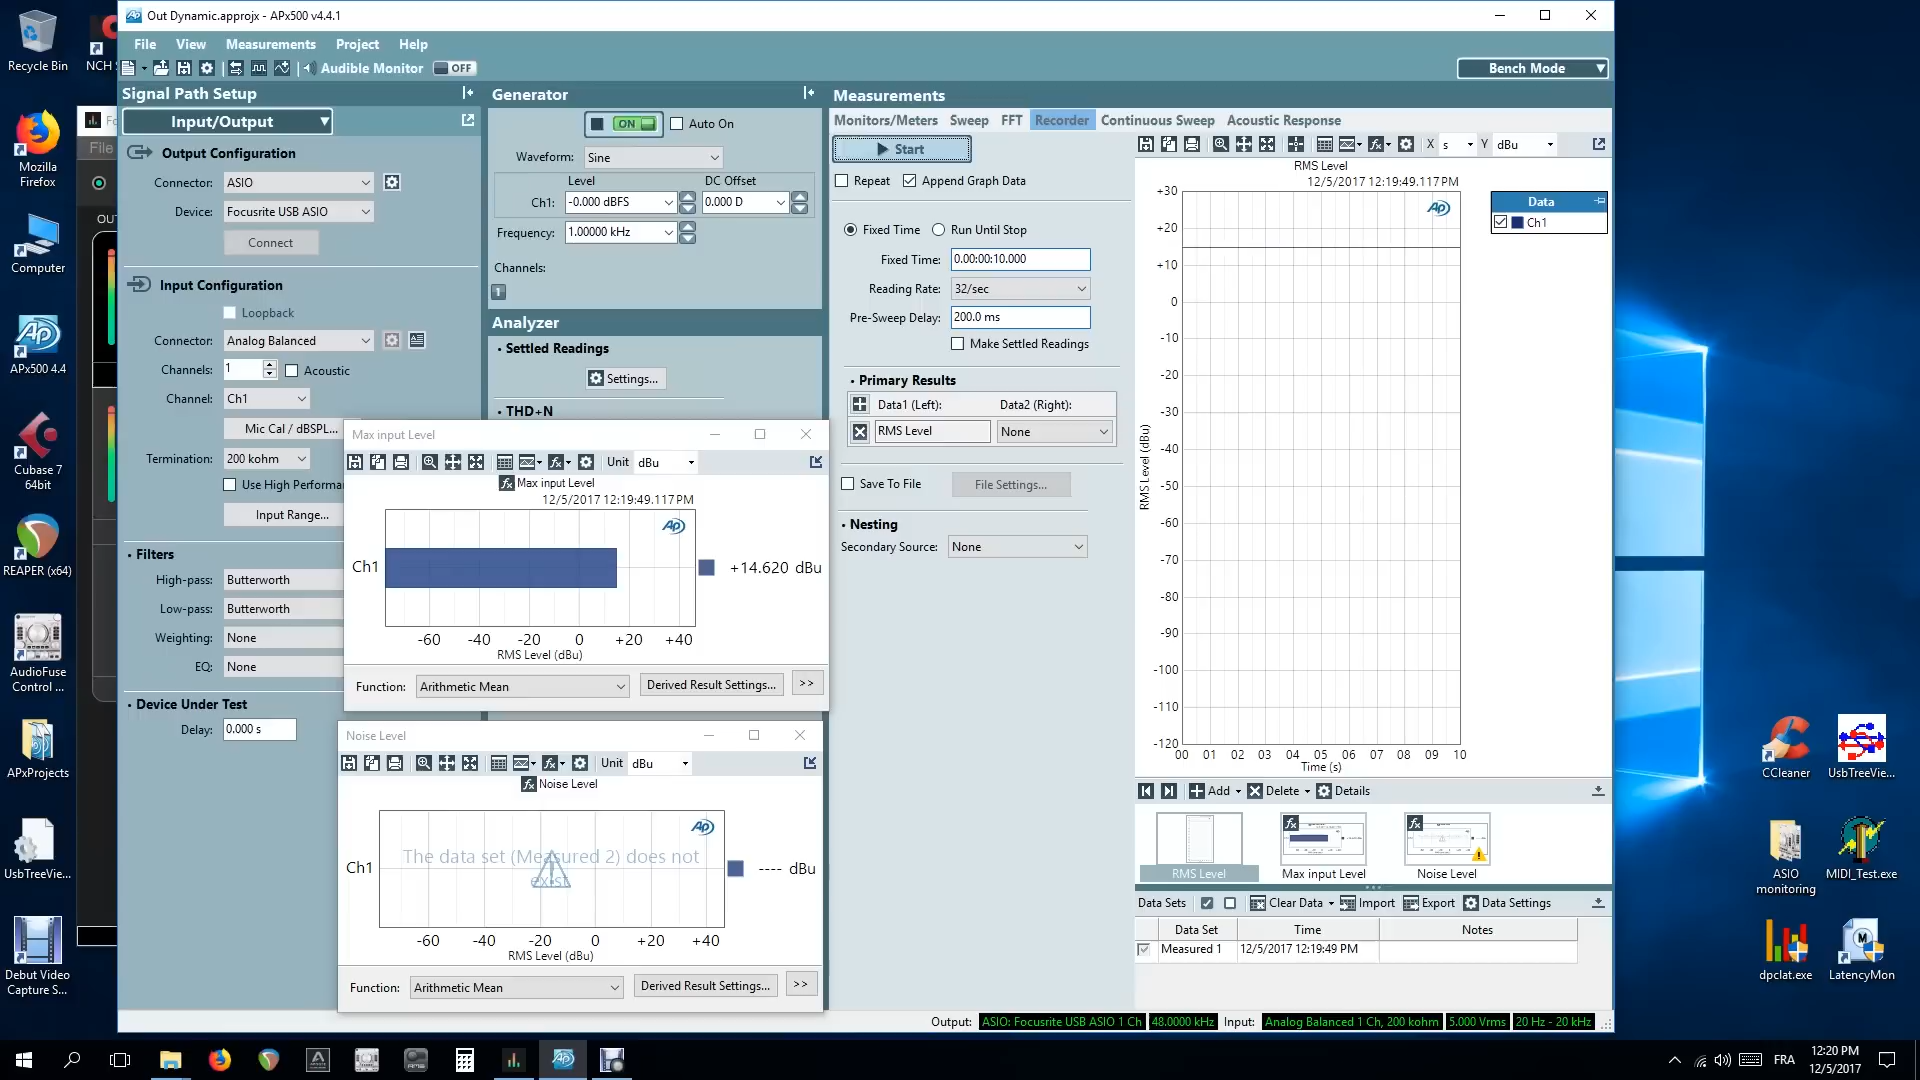 Out Dynamic.approjx - APx500 v4.4.1
File View Measurements Project Help
Audible Monitor OFF
Bench Mode
Signal Path Setup
Input/Output
Output Configuration
Connector: ASIO
Device: Focusrite USB ASIO
Connect
Input Configuration
Loopback
Connector: Analog Balanced
Channels: 1 Acoustic
Channel: Ch1
Mic Cal / dBSPL...
Termination: 200 kohm
Use High Performa
Input Range...
Filters
High-pass: Butterworth
Low-pass: Butterworth
Weighting: None
EQ: None
Device Under Test
Delay: 0.000 s
Generator
ON Auto On
Waveform: Sine
Level DC Offset
Ch1: -0.000 dBFS 0.000 D
Frequency: 1.00000 kHz
Channels:
1
Analyzer
Settled Readings
Settings...
THD+N
Max input Level
Unit dBu
Max input Level
12/5/2017 12:19:49.117 PM
Ch1
+14.620 dBu
-60 -40 -20 0 +20 +40
RMS Level (dBu)
Function: Arithmetic Mean Derived Result Settings... >>
Noise Level
Unit dBu
Noise Level
The data set (Measured 2) does not
exist
Ch1
---- dBu
-60 -40 -20 0 +20 +40
RMS Level (dBu)
Function: Arithmetic Mean Derived Result Settings... >>
Measurements
Monitors/Meters Sweep FFT Recorder Continuous Sweep Acoustic Response
Start
Repeat Append Graph Data
Fixed Time Run Until Stop
Fixed Time: 0.00:00:10.000
Reading Rate: 32/sec
Pre-Sweep Delay: 200.0 ms
Make Settled Readings
Primary Results
Data1 (Left): Data2 (Right):
RMS Level None
Save To File File Settings...
Nesting
Secondary Source: None
X s Y dBu
RMS Level
12/5/2017 12:19:49.117 PM
+30
+20
+10
0
-10
-20
-30
-40
-50
-60
-70
-80
-90
-100
-110
-120
RMS Level (dBu)
00 01 02 03 04 05 06 07 08 09 10
Time (s)
Data
Ch1
Add Delete Details
RMS Level Max input Level Noise Level
Data Sets Clear Data Import Export Data Settings
Data Set Time Notes
Measured 1 12/5/2017 12:19:49 PM
Output: ASIO: Focusrite USB ASIO 1 Ch 48.0000 kHz Input: Analog Balanced 1 Ch, 200 kohm 5.000 Vrms 20 Hz - 20 kHz
Recycle Bin
NCH
Mozilla
Firefox
Computer
APx500 4.4
Cubase 7
64bit
REAPER (x64)
AudioFuse
Control ...
APxProjects
UsbTreeVie...
Debut Video
Capture S...
File
CCleaner
UsbTreeVie...
ASIO
monitoring
MIDI_Test.exe
dpclat.exe
LatencyMon
FRA
12:20 PM
12/5/2017